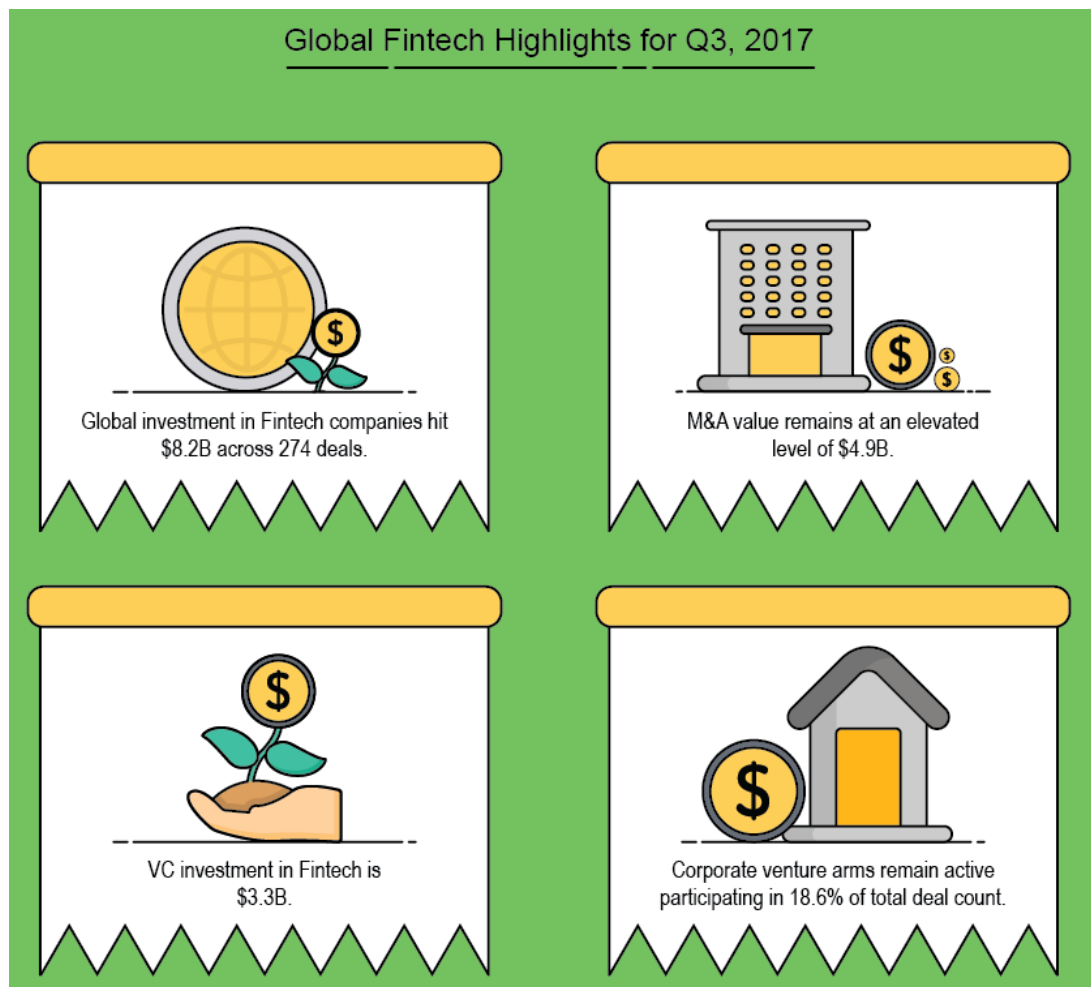 Global Fintech Highlights for Q3, 2017
$
Global investment in Fintech companies hit
$8.2B across 274 deals.
$
$
$
M&A value remains at an elevated
level of $4.9B.
$
VC investment in Fintech is
$3.3B.
$
Corporate venture arms remain active
participating in 18.6% of total deal count.